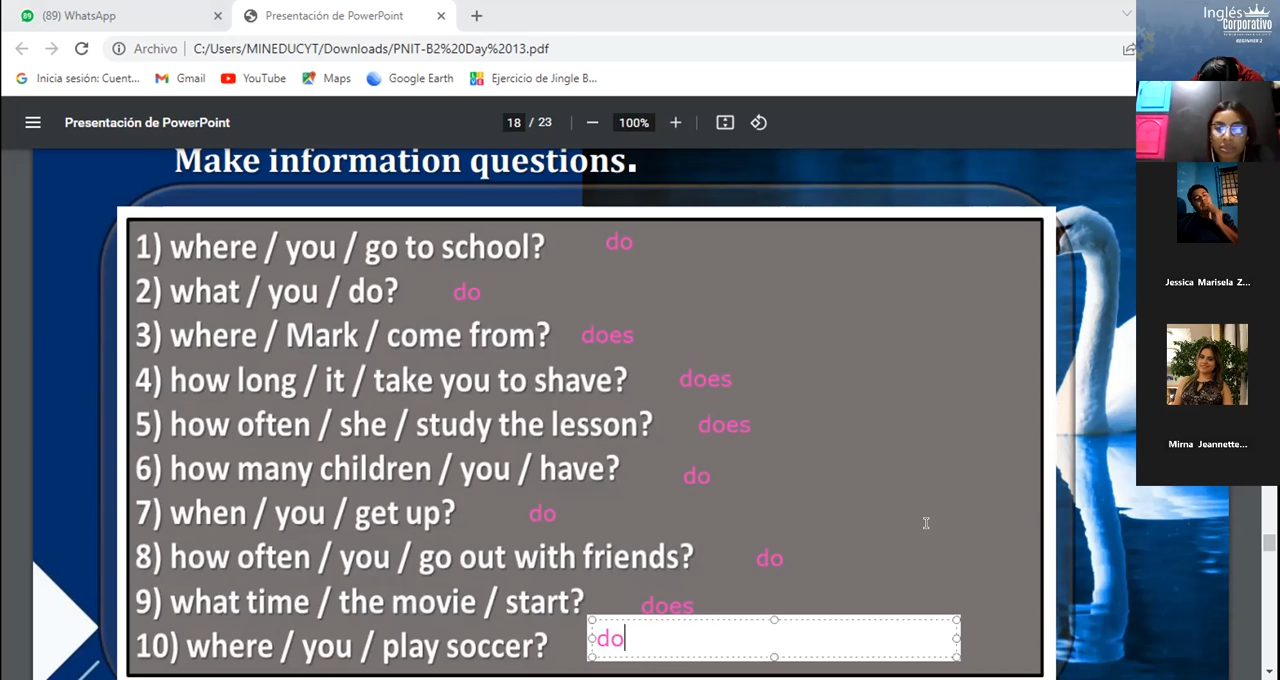 (89) WhatsApp
Presentación de PowerPoint
Archivo
C:/Users/MINEDUCYT/Downloads/PNIT-B2%20Day%2013.pdf
Inicia sesión: Cuent...
Gmail
YouTube
Maps
Google Earth
Ejercicio de Jingle B...
Presentación de PowerPoint
18 / 23
100%
Make information questions.
1) where / you / go to school? do
2) what / you / do? do
3) where / Mark / come from? does
4) how long / it / take you to shave? does
5) how often / she / study the lesson? does
6) how many children / you / have? do
7) when / you / get up? do
8) how often / you / go out with friends? do
9) what time / the movie / start? does
10) where / you / play soccer? do
Inglés
Corporativo
BEGINNER 2
Jessica Marisela Z...
Mirna Jeannette...